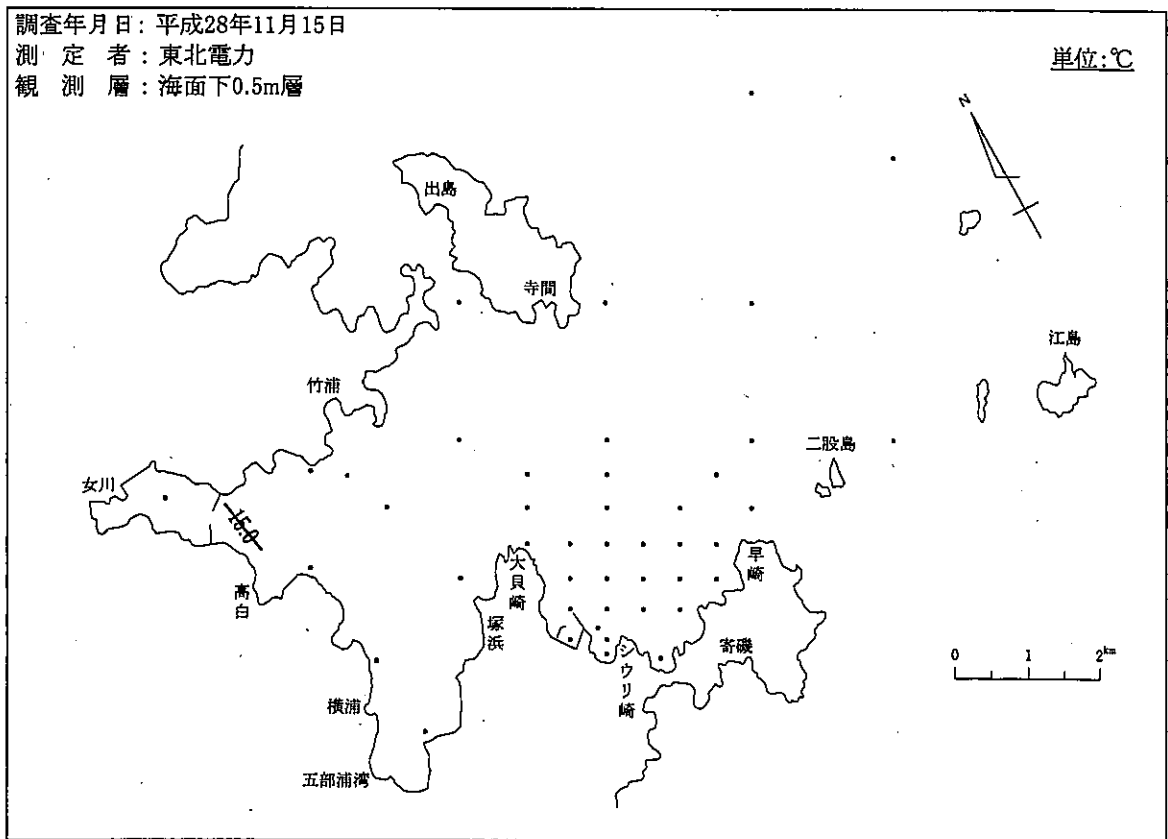 調査年月日：平成28年11月15日
測 定 者：東北電力
観 測 層：海面下0.5m層
単位:℃
N
出島
寺間
江島
竹浦
二股島
女川
15.0
高白
大貝崎
早崎
塚浜
シウリ崎
寄磯
0 1 2km
横浦
五部浦湾